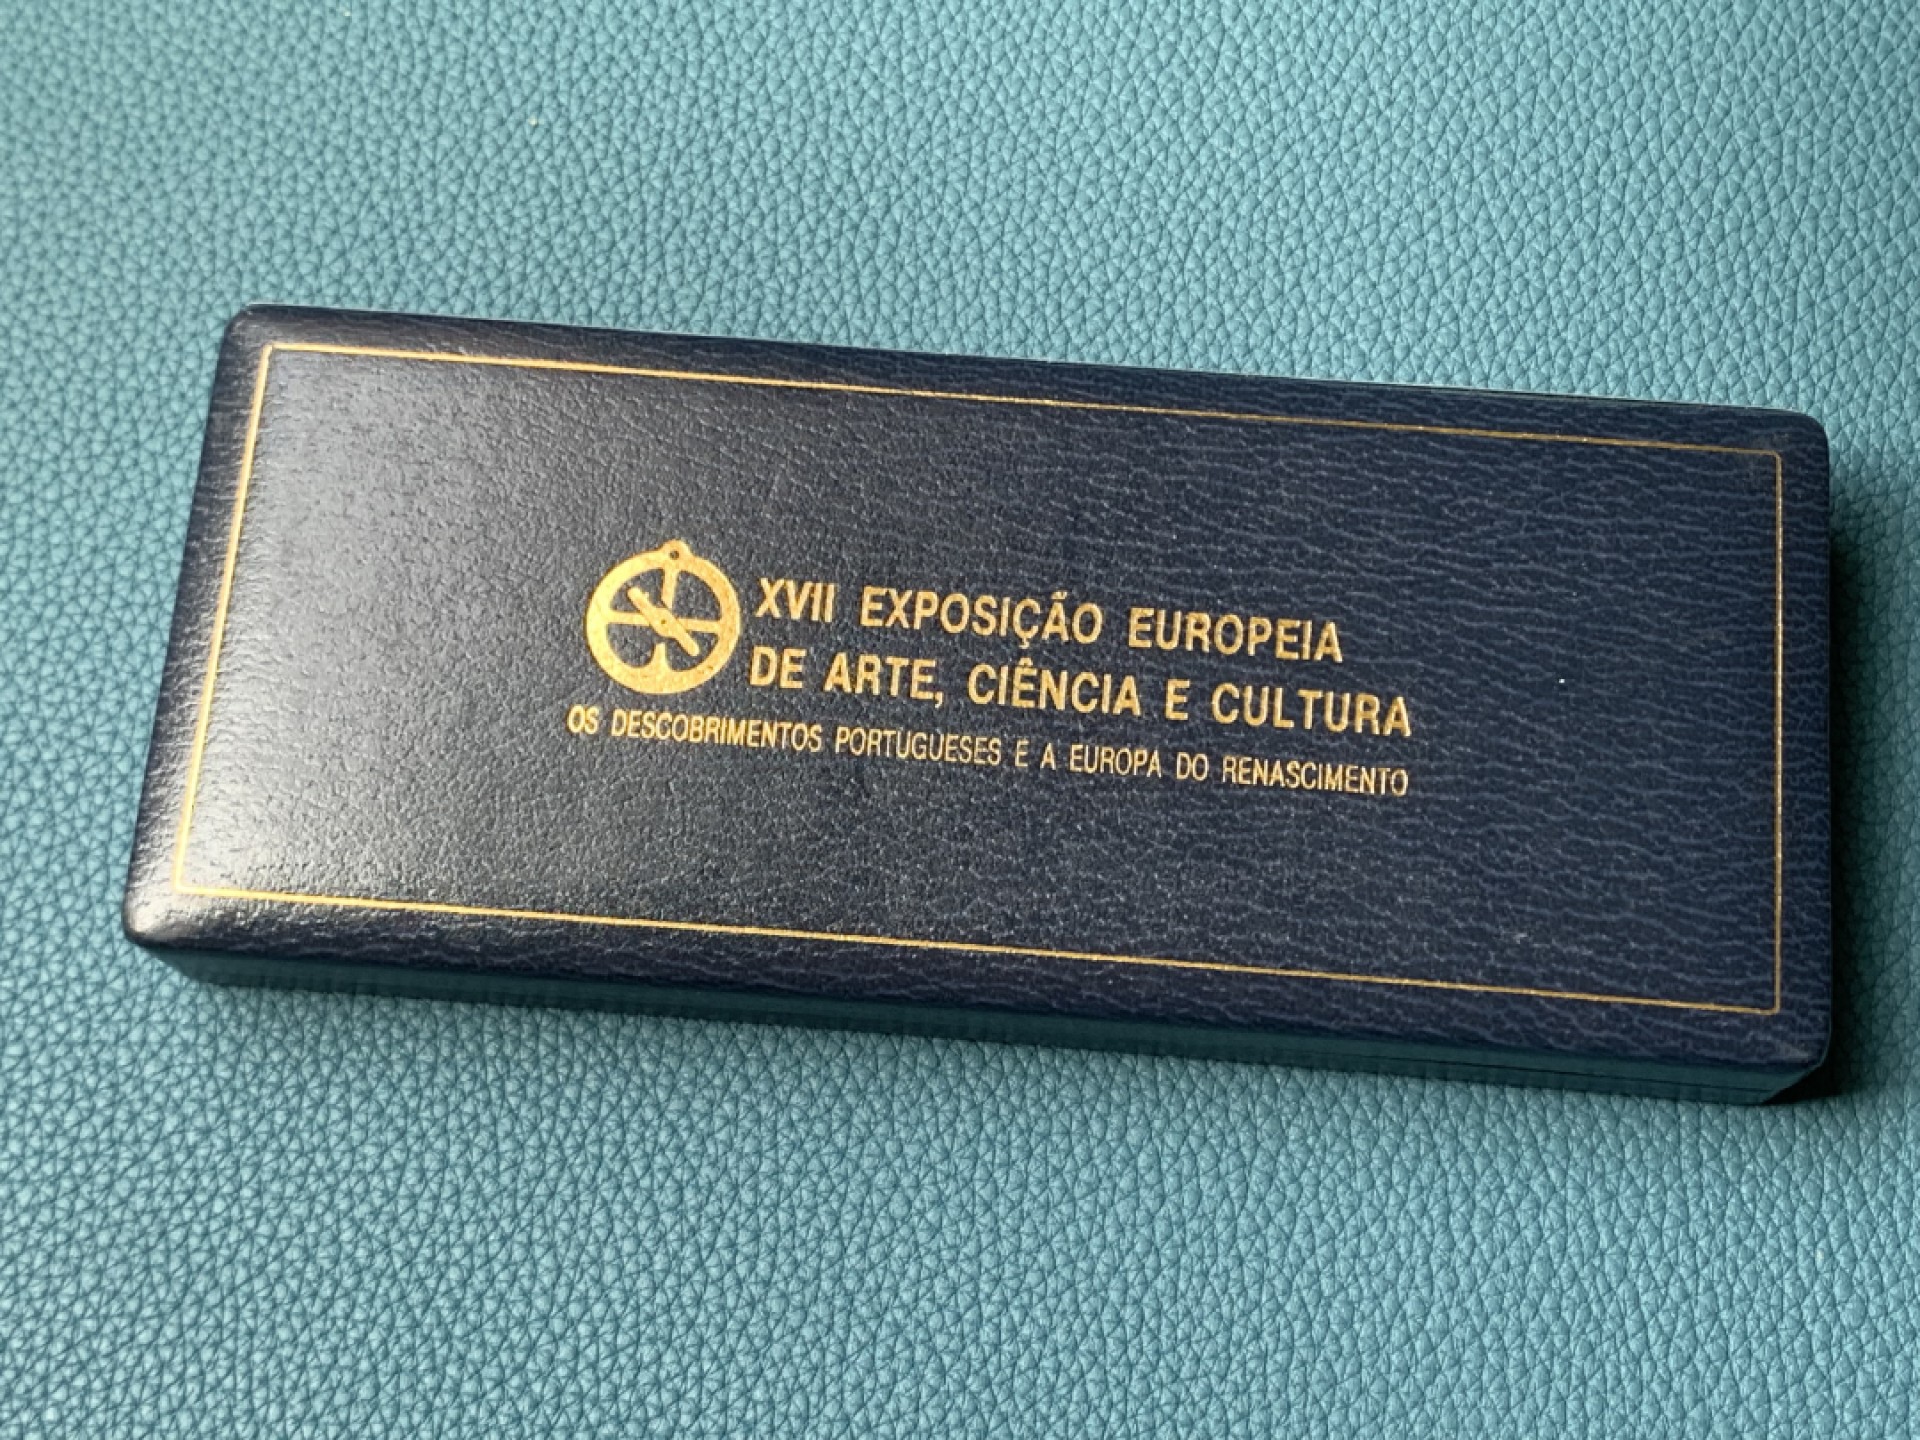 XVII EXPOSIÇÃO EUROPEIA
DE ARTE, CIÊNCIA E CULTURA
OS DESCOBRIMENTOS PORTUGUESES E A EUROPA DO RENASCIMENTO